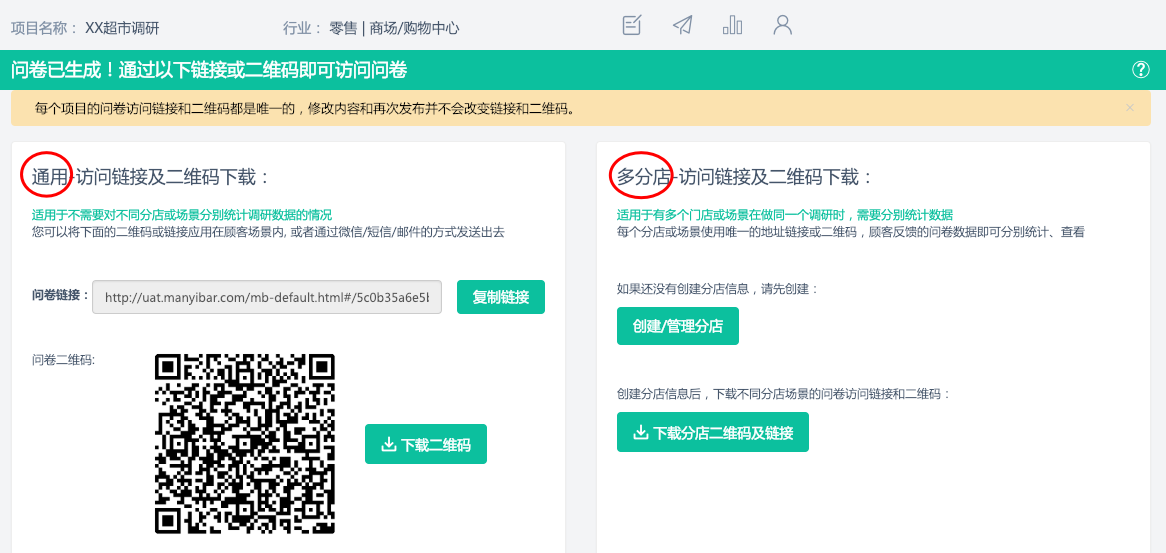 项目名称： XX超市调研
行业： 零售 | 商场/购物中心
问卷已生成！通过以下链接或二维码即可访问问卷
每个项目的问卷访问链接和二维码都是唯一的，修改内容和再次发布并不会改变链接和二维码。
通用-访问链接及二维码下载：
适用于不需要对不同分店或场景分别统计调研数据的情况
您可以将下面的二维码或链接应用在顾客场景内, 或者通过微信/短信/邮件的方式发送出去
问卷链接： http://uat.manyibar.com/mb-default.html#/5c0b35a6e5b 复制链接
问卷二维码:
下载二维码
多分店-访问链接及二维码下载：
适用于有多个门店或场景在做同一个调研时，需要分别统计数据
每个分店或场景使用唯一的地址链接或二维码，顾客反馈的问卷数据即可分别统计、查看
如果还没有创建分店信息，请先创建：
创建/管理分店
创建分店信息后，下载不同分店场景的问卷访问链接和二维码：
下载分店二维码及链接